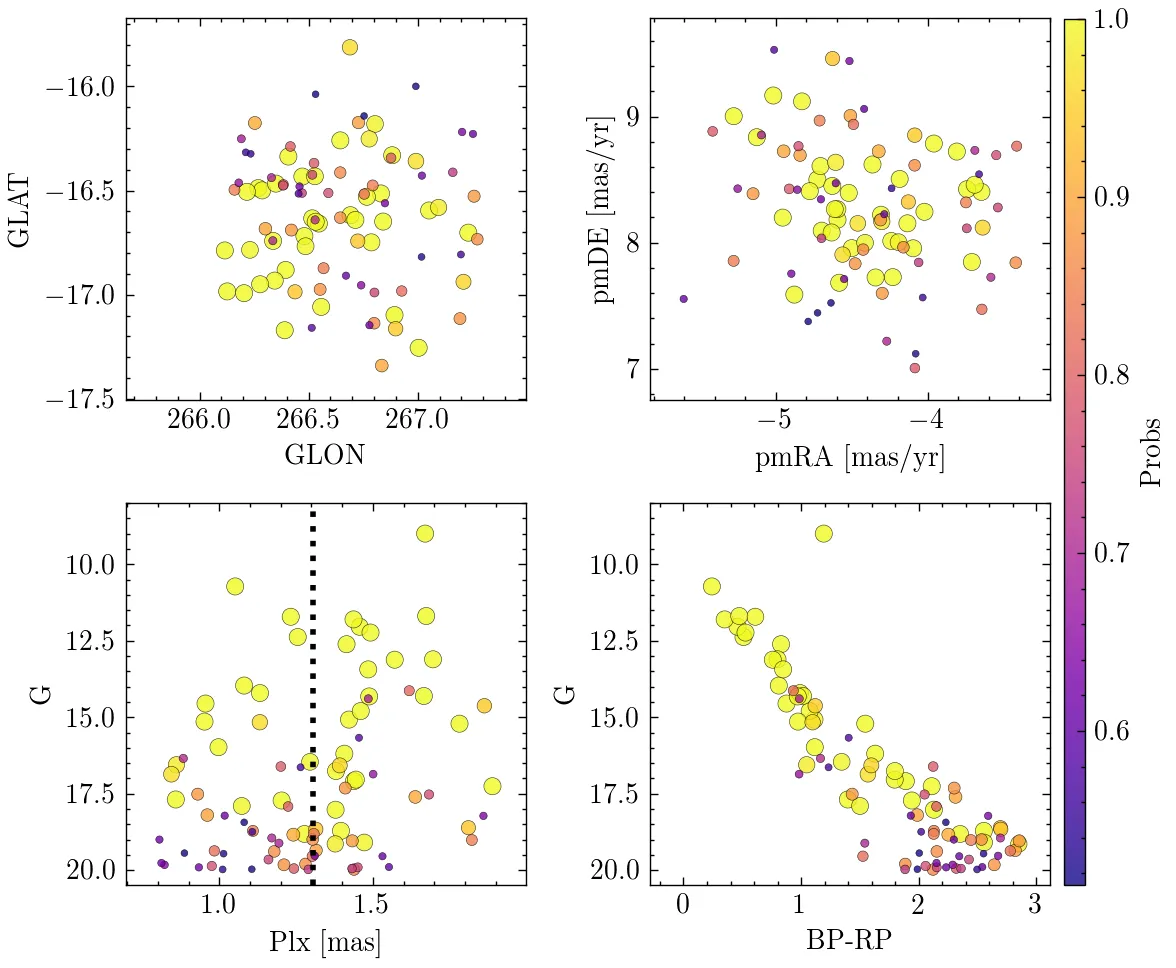 −16.0
−16.5
−17.0
−17.5
GLAT
266.0 266.5 267.0
GLON
9
8
7
pmDE [mas/yr]
−5 −4
pmRA [mas/yr]
10.0
12.5
15.0
17.5
20.0
G
1.0 1.5
Plx [mas]
10.0
12.5
15.0
17.5
20.0
G
0 1 2 3
BP-RP
1.0
0.9
0.8
0.7
0.6
Probs